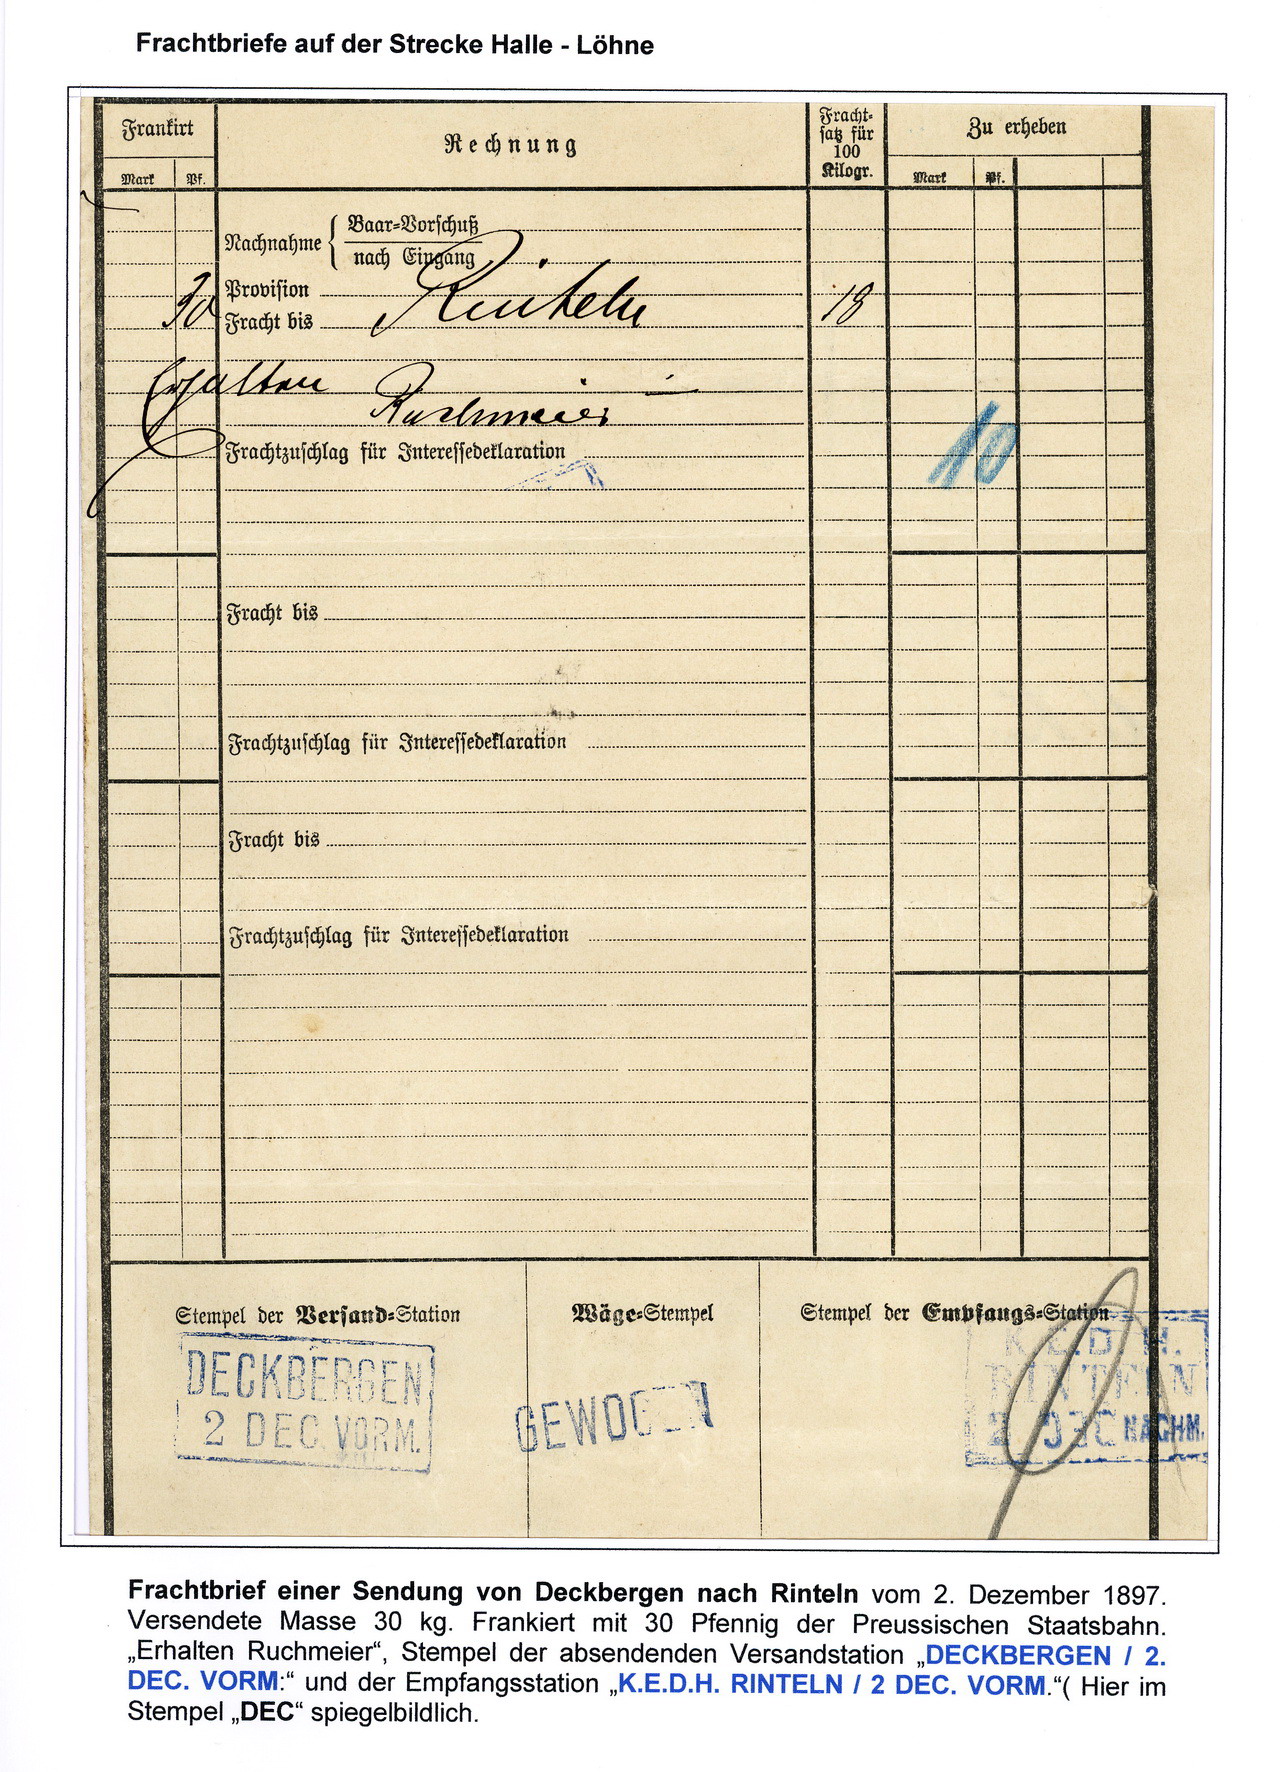 Frachtbriefe auf der Strecke Halle - Löhne
Frankirt
Mark Pf.
Rechnung
Fracht-
satz für
100
Kilogr.
Zu erheben
Mark Pf.
Nachnahme { Baar=Vorschuß
nach Eingang
Provision
30 Fracht bis Rinteln 18
Erhalten Ruchmeier
10
Frachtzuschlag für Interessedeklaration
Fracht bis
Frachtzuschlag für Interessedeklaration
Fracht bis
Frachtzuschlag für Interessedeklaration
Stempel der Versand=Station
DECKBERGEN
2 DEC. VORM.
Wäge=Stempel
GEWOGEN
Stempel der Empfangs=Station
K.E.D.H.
RINTELN
2 DEC NACHM.
Frachtbrief einer Sendung von Deckbergen nach Rinteln vom 2. Dezember 1897.
Versendete Masse 30 kg. Frankiert mit 30 Pfennig der Preussischen Staatsbahn.
„Erhalten Ruchmeier“, Stempel der absendenden Versandstation „DECKBERGEN / 2.
DEC. VORM:“ und der Empfangsstation „K.E.D.H. RINTELN / 2 DEC. VORM.“( Hier im
Stempel „DEC“ spiegelbildlich.